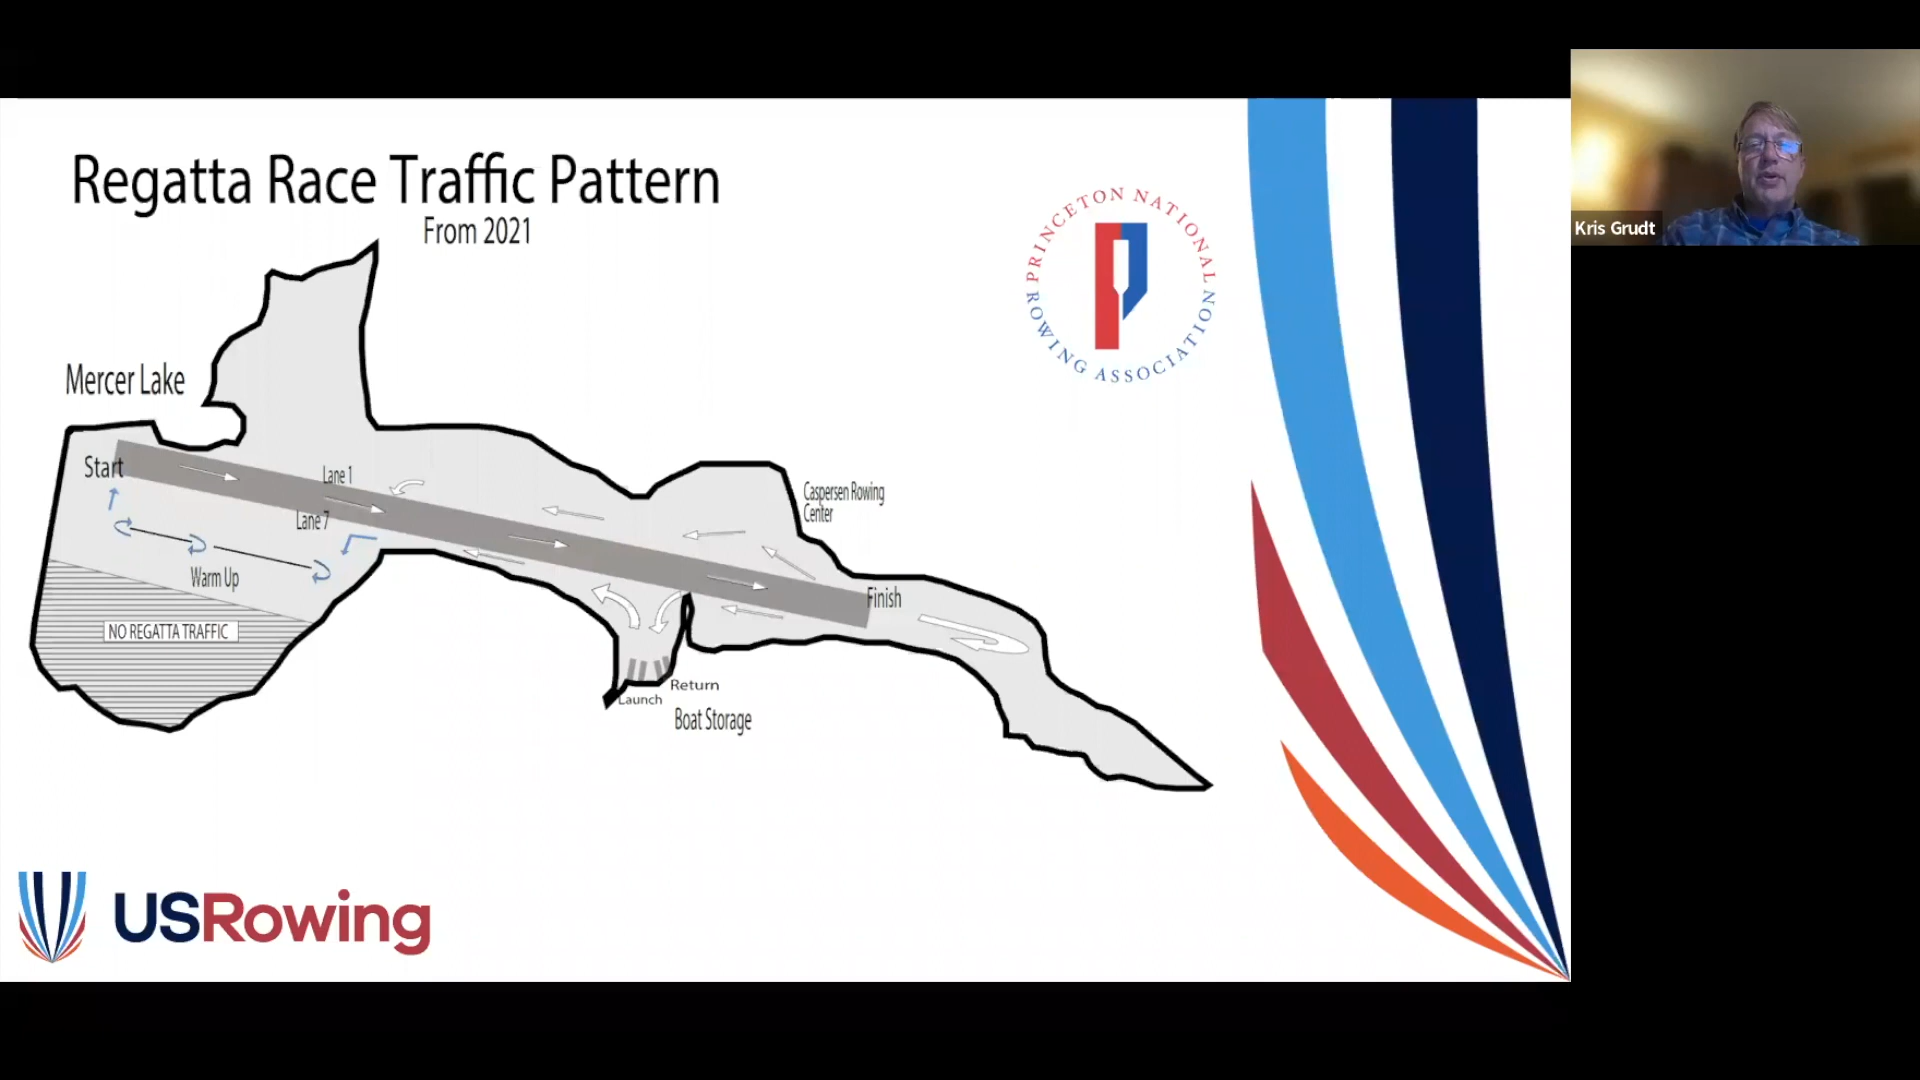 Regatta Race Traffic Pattern
From 2021
PRINCETON NATIONAL
ROWING ASSOCIATION
Kris Grudt
Mercer Lake
Start
Lane 1
Lane 7
Warm Up
NO REGATTA TRAFFIC
Caspersen Rowing
Center
Finish
Return
Launch
Boat Storage
USRowing